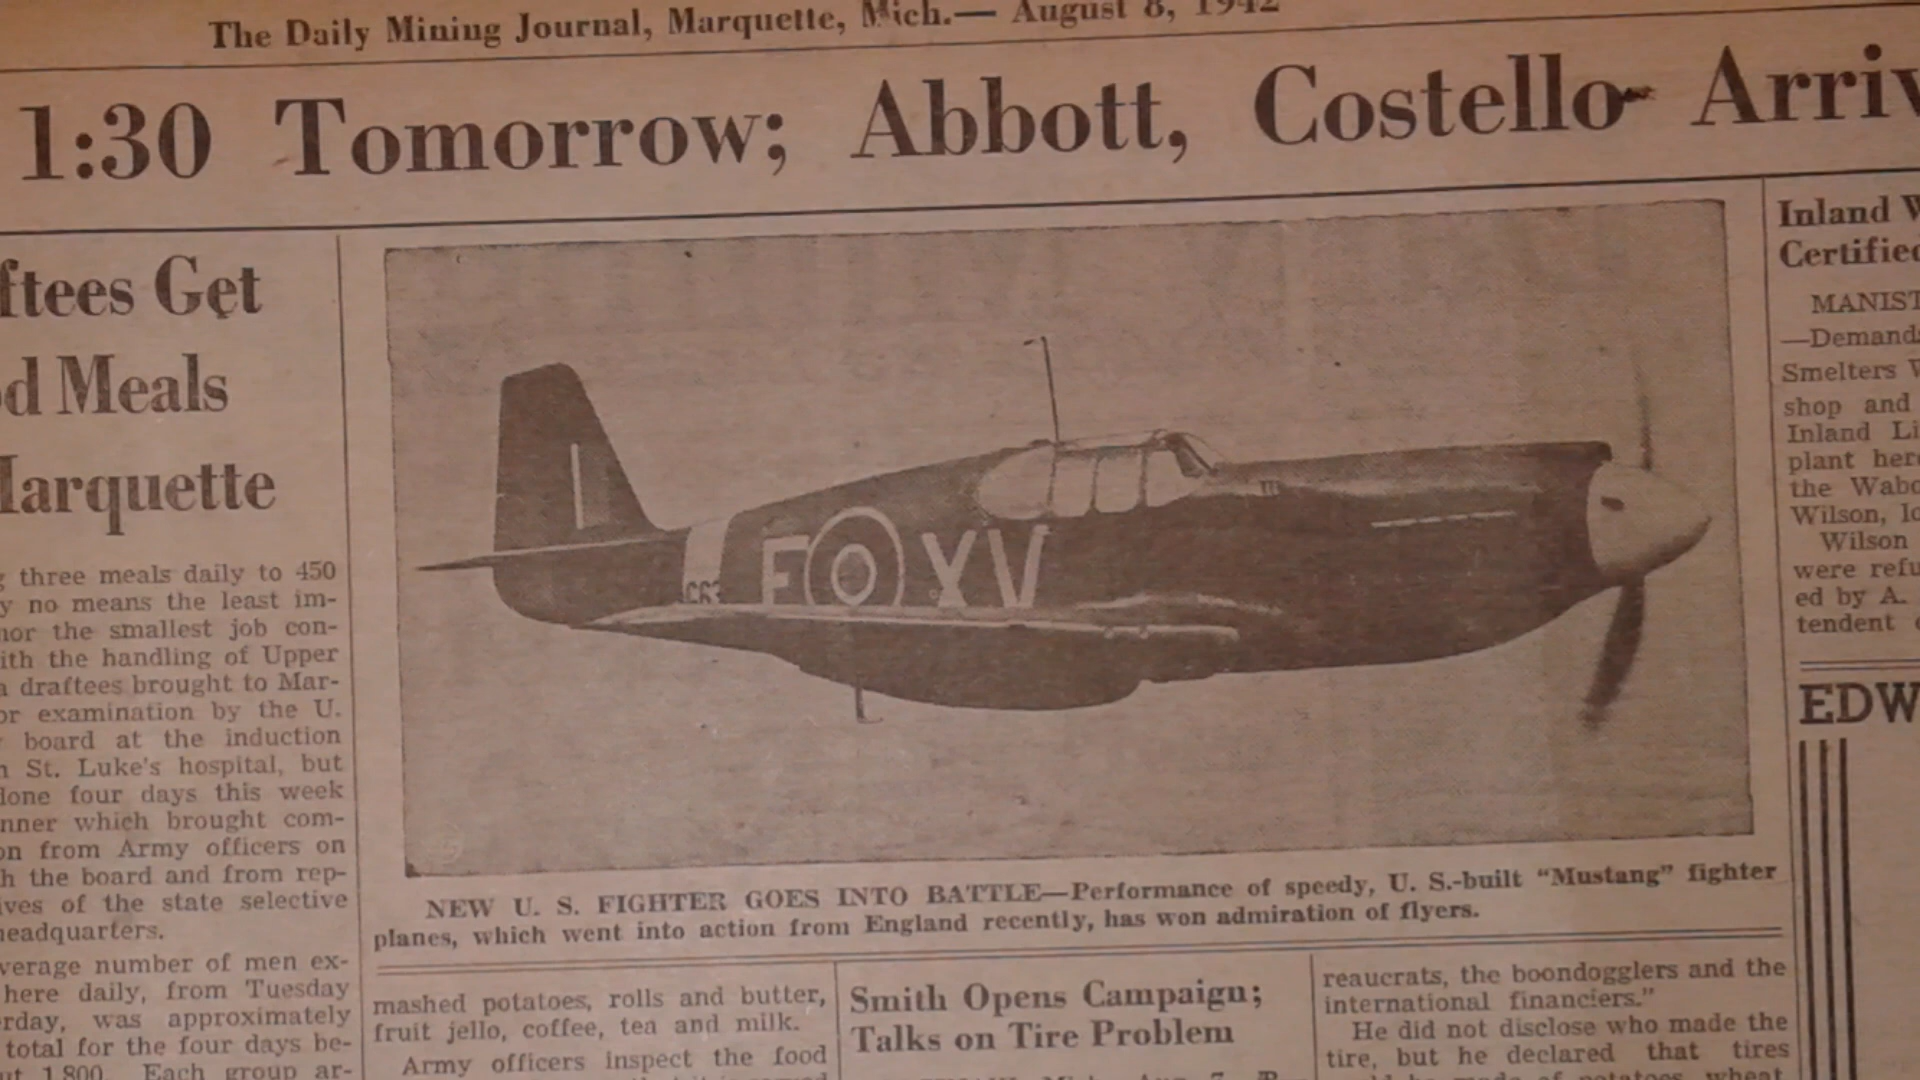 The Daily Mining Journal, Marquette, Mich.— August 8, 1942
1:30 Tomorrow; Abbott, Costello Arriv
ftees Get
d Meals
Marquette
three meals daily to 450
y no means the least im-
nor the smallest job con-
ith the handling of Upper
draftees brought to Mar-
or examination by the U.
board at the induction
St. Luke's hospital, but
done four days this week
nner which brought com-
on from Army officers on
h the board and from rep-
ives of the state selective
headquarters.
verage number of men ex-
here daily, from Tuesday
rday, was approximately
total for the four days be-
1,800. Each group ar-
F XV
NEW U. S. FIGHTER GOES INTO BATTLE—Performance of speedy, U. S.-built “Mustang” fighter
planes, which went into action from England recently, has won admiration of flyers.
mashed potatoes, rolls and butter,
fruit jello, coffee, tea and milk.
Army officers inspect the food
Smith Opens Campaign;
Talks on Tire Problem
reaucrats, the boondogglers and the
international financiers.”
He did not disclose who made the
tire, but he declared that tires
made of potatoes, wheat
Inland W
Certified
MANIST
—Demand
Smelters W
shop and
Inland Li
plant her
the Wabo
Wilson, Io
Wilson
were refu
ed by A.
tendent
EDW